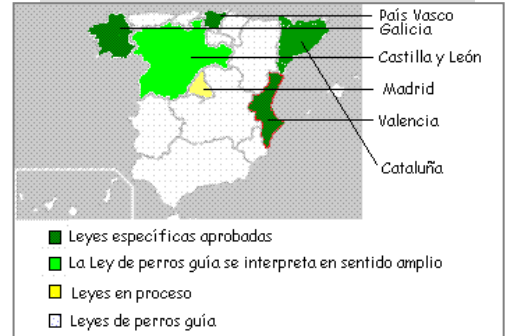 País Vasco
Galicia
Castilla y León
Madrid
Valencia
Cataluña
Leyes específicas aprobadas
La Ley de perros guía se interpreta en sentido amplio
Leyes en proceso
Leyes de perros guía